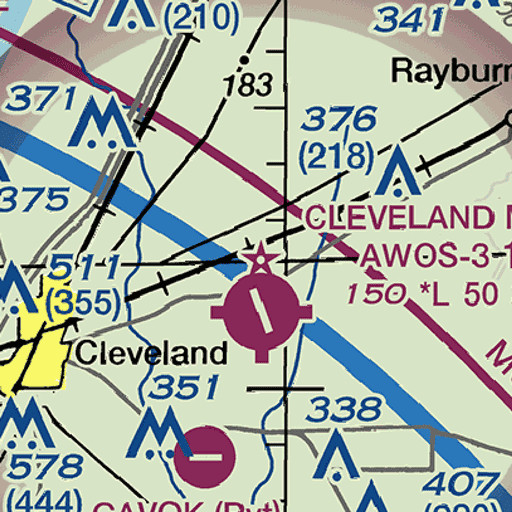 (210)
341
183
Rayburn
371
376
(218)
375
CLEVELAND
AWOS-3-1
511
(355)
150 *L 50
Cleveland
351
338
578
(444)
407
CAVOK (Pvt)